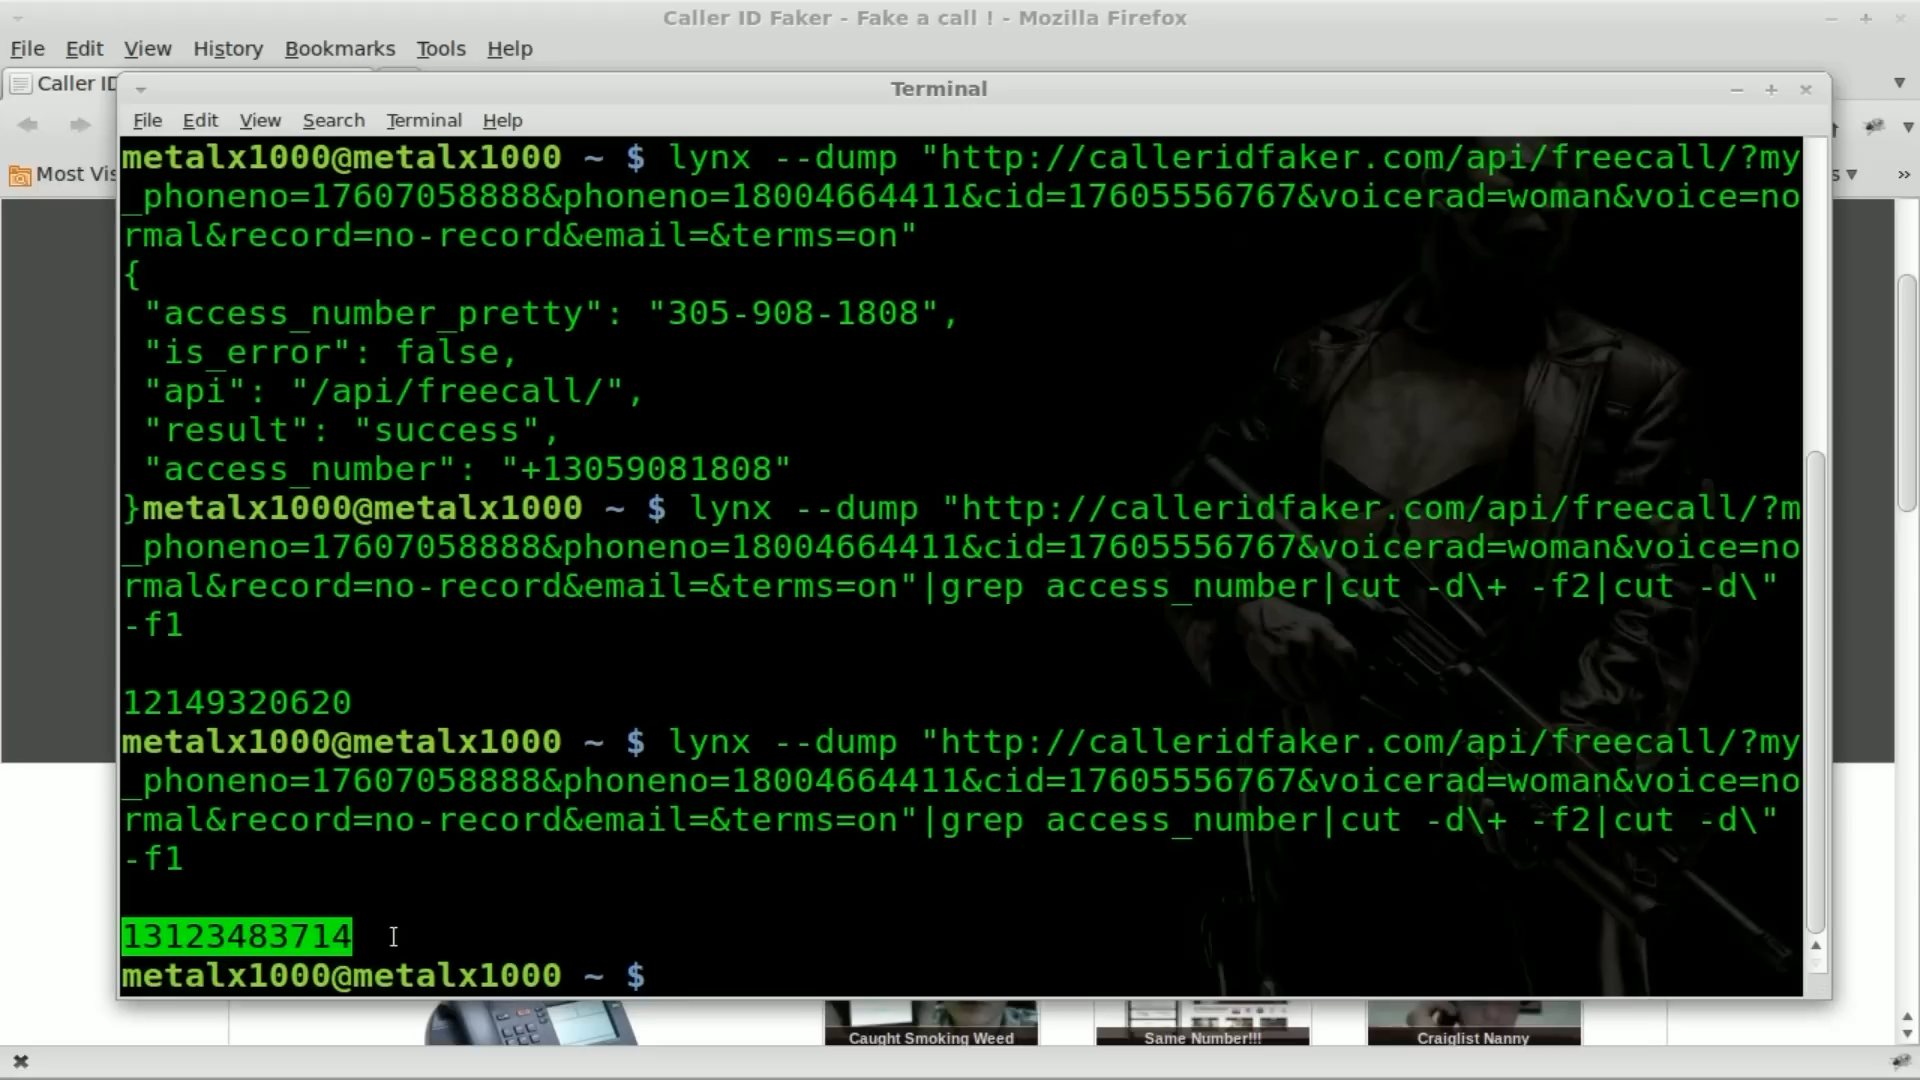 Caller ID Faker - Fake a call ! - Mozilla Firefox
File Edit View History Bookmarks Tools Help
Caller ID
Terminal
File Edit View Search Terminal Help
Most Vis
metalx1000@metalx1000 ~ $ lynx --dump "http://calleridfaker.com/api/freecall/?my
_phoneno=17607058888&phoneno=18004664411&cid=17605556767&voicerad=woman&voice=no
rmal&record=no-record&email=&terms=on"
{
"access_number_pretty": "305-908-1808",
"is_error": false,
"api": "/api/freecall/",
"result": "success",
"access_number": "+13059081808"
}metalx1000@metalx1000 ~ $ lynx --dump "http://calleridfaker.com/api/freecall/?m
_phoneno=17607058888&phoneno=18004664411&cid=17605556767&voicerad=woman&voice=no
rmal&record=no-record&email=&terms=on"|grep access_number|cut -d\+ -f2|cut -d\"
-f1
12149320620
metalx1000@metalx1000 ~ $ lynx --dump "http://calleridfaker.com/api/freecall/?my
_phoneno=17607058888&phoneno=18004664411&cid=17605556767&voicerad=woman&voice=no
rmal&record=no-record&email=&terms=on"|grep access_number|cut -d\+ -f2|cut -d\"
-f1
13123483714
metalx1000@metalx1000 ~ $
Caught Smoking Weed
Same Number!!!
Craiglist Nanny